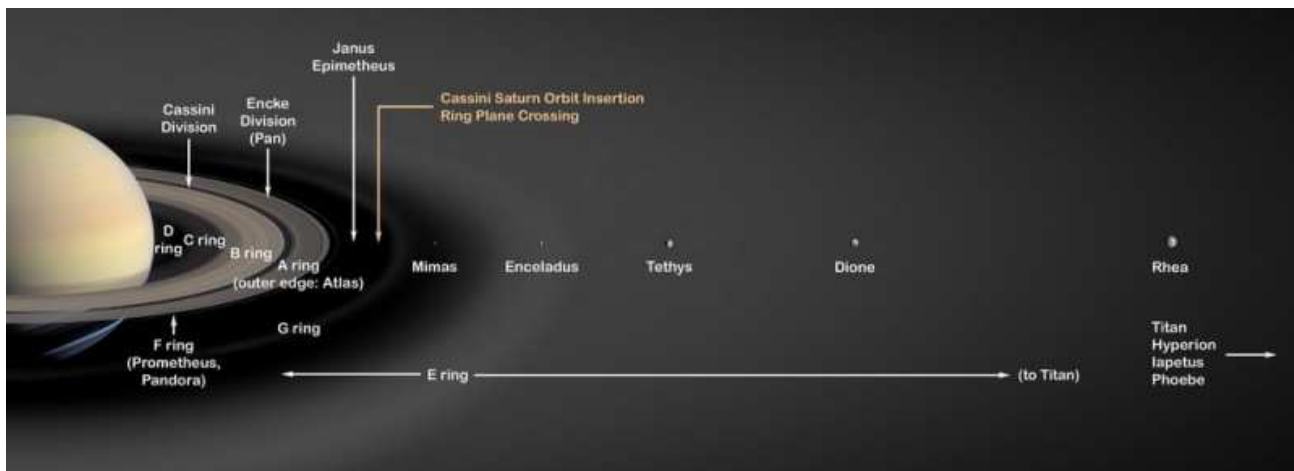 Janus
Epimetheus
Cassini Saturn Orbit Insertion
Ring Plane Crossing
Cassini
Division
Encke
Division
(Pan)
D
ring
C ring
B ring
A ring
(outer edge: Atlas)
Mimas
Enceladus
Tethys
Dione
Rhea
F ring
(Prometheus,
Pandora)
G ring
E ring
(to Titan)
Titan
Hyperion
Iapetus
Phoebe